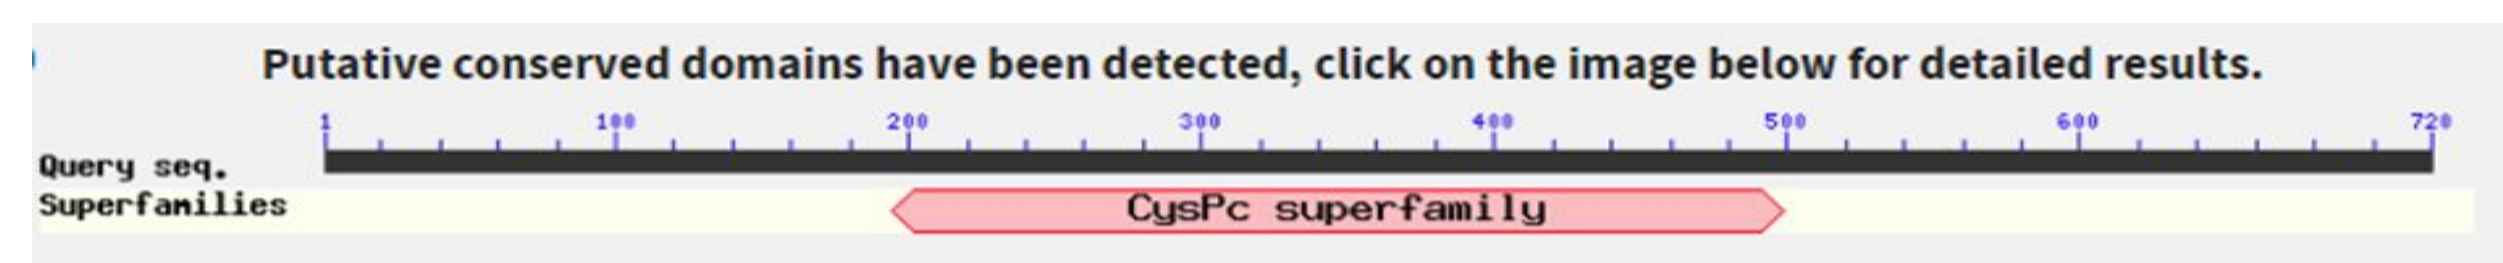 Putative conserved domains have been detected, click on the image below for detailed results.
1 100 200 300 400 500 600 720
Query seq.
Superfamilies CysPc superfamily